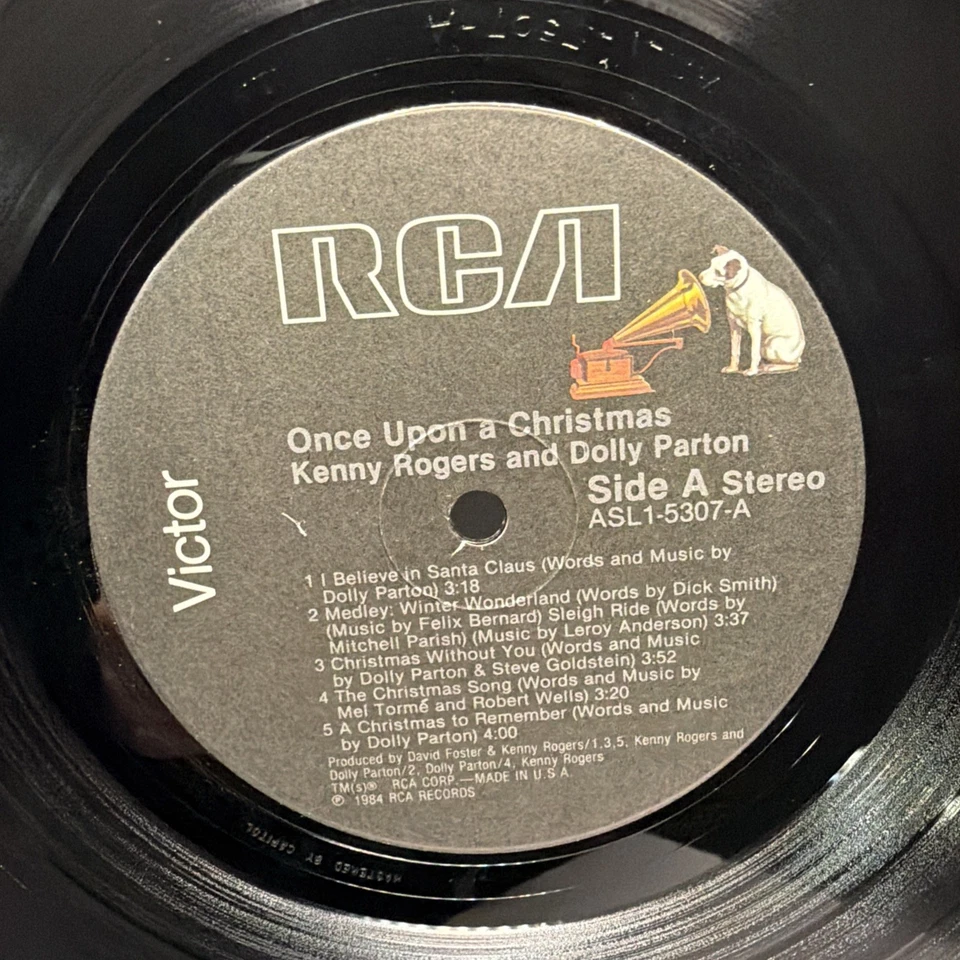 RCA
Victor
Once Upon a Christmas
Kenny Rogers and Dolly Parton
Side A Stereo
ASL1-5307-A
1 I Believe in Santa Claus (Words and Music by
Dolly Parton) 3:18
2 Medley: Winter Wonderland (Words by Dick Smith)
(Music by Felix Bernard) Sleigh Ride (Words by
Mitchell Parish) (Music by Leroy Anderson) 3:37
3 Christmas Without You (Words and Music
by Dolly Parton & Steve Goldstein) 3:52
4 The Christmas Song (Words and Music by
Mel Tormé and Robert Wells) 3:20
5 A Christmas to Remember (Words and Music
by Dolly Parton) 4:00
Produced by David Foster & Kenny Rogers/1,3,5, Kenny Rogers and
Dolly Parton/2, Dolly Parton/4, Kenny Rogers
TM(s)® RCA CORP.—MADE IN U.S.A.
℗ 1984 RCA RECORDS
MASTERED BY CAPITOL